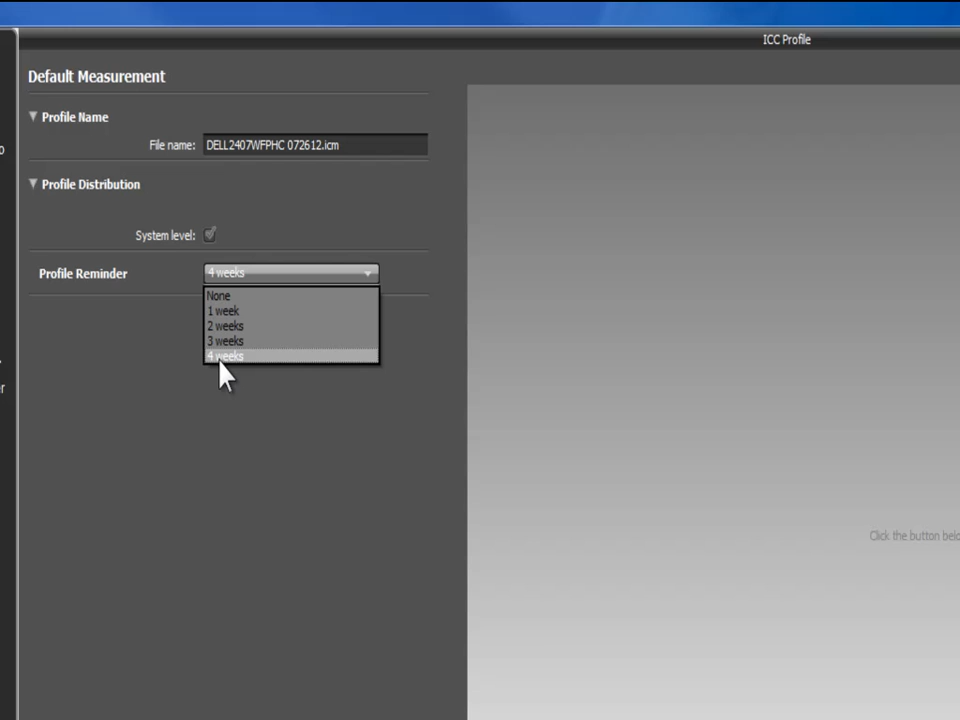 ICC Profile
Default Measurement
Profile Name
File name: DELL2407WFPHC 072612.icm
Profile Distribution
System level:
Profile Reminder 4 weeks
None
1 week
2 weeks
3 weeks
4 weeks
Click the button